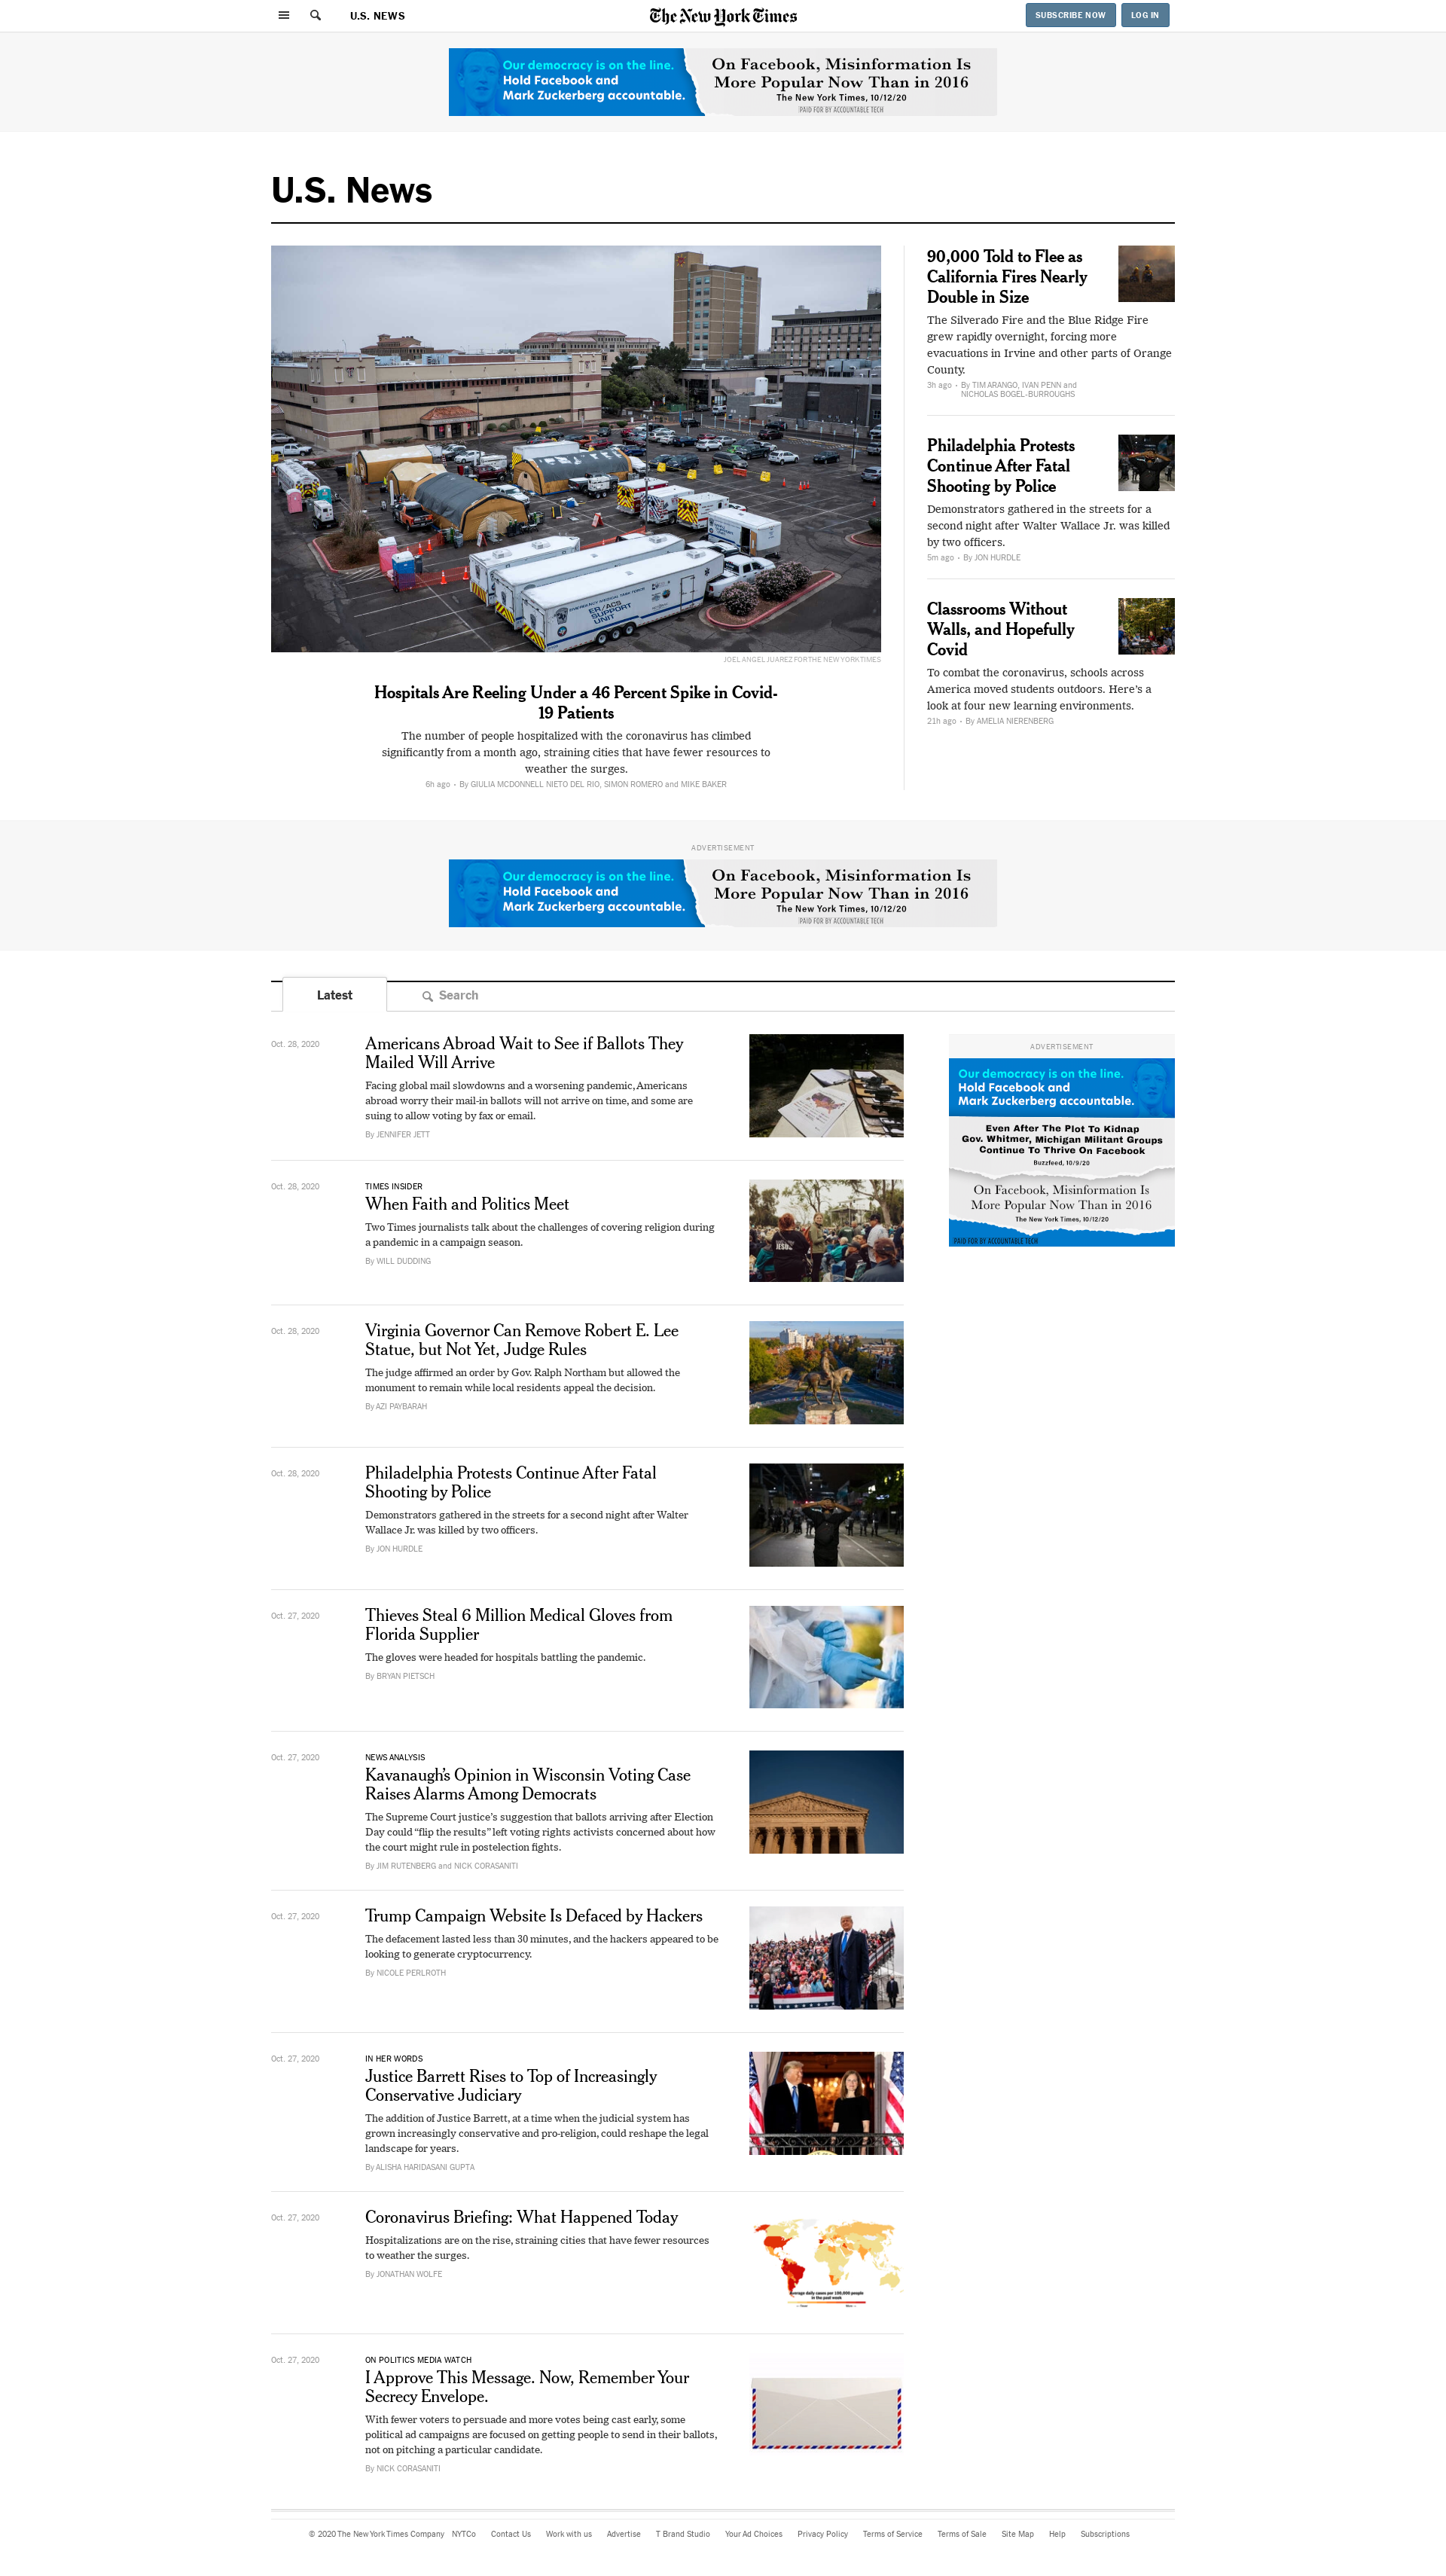 U.S. NEWS
The New York Times
SUBSCRIBE NOW
LOG IN
Our democracy is on the line.
Hold Facebook and
Mark Zuckerberg accountable.
On Facebook, Misinformation Is
More Popular Now Than in 2016
The New York Times, 10/12/20
PAID FOR BY ACCOUNTABLE TECH
U.S. News
ER/ACS
SUPPORT
UNIT
JOEL ANGEL JUAREZ FOR THE NEW YORK TIMES
Hospitals Are Reeling Under a 46 Percent Spike in Covid-
19 Patients
The number of people hospitalized with the coronavirus has climbed
significantly from a month ago, straining cities that have fewer resources to
weather the surges.
6h ago • By GIULIA MCDONNELL NIETO DEL RIO, SIMON ROMERO and MIKE BAKER
90,000 Told to Flee as
California Fires Nearly
Double in Size
The Silverado Fire and the Blue Ridge Fire
grew rapidly overnight, forcing more
evacuations in Irvine and other parts of Orange
County.
3h ago • By TIM ARANGO, IVAN PENN and
NICHOLAS BOGEL-BURROUGHS
Philadelphia Protests
Continue After Fatal
Shooting by Police
Demonstrators gathered in the streets for a
second night after Walter Wallace Jr. was killed
by two officers.
5m ago • By JON HURDLE
Classrooms Without
Walls, and Hopefully
Covid
To combat the coronavirus, schools across
America moved students outdoors. Here’s a
look at four new learning environments.
21h ago • By AMELIA NIERENBERG
ADVERTISEMENT
Our democracy is on the line.
Hold Facebook and
Mark Zuckerberg accountable.
On Facebook, Misinformation Is
More Popular Now Than in 2016
The New York Times, 10/12/20
PAID FOR BY ACCOUNTABLE TECH
Latest
Search
Oct. 28, 2020
Americans Abroad Wait to See if Ballots They
Mailed Will Arrive
Facing global mail slowdowns and a worsening pandemic, Americans
abroad worry their mail-in ballots will not arrive on time, and some are
suing to allow voting by fax or email.
By JENNIFER JETT
ADVERTISEMENT
Our democracy is on the line.
Hold Facebook and
Mark Zuckerberg accountable.
Even After The Plot To Kidnap
Gov. Whitmer, Michigan Militant Groups
Continue To Thrive On Facebook
Buzzfeed, 10/9/20
On Facebook, Misinformation Is
More Popular Now Than in 2016
The New York Times, 10/12/20
PAID FOR BY ACCOUNTABLE TECH
Oct. 28, 2020
TIMES INSIDER
When Faith and Politics Meet
Two Times journalists talk about the challenges of covering religion during
a pandemic in a campaign season.
By WILL DUDDING
Oct. 28, 2020
Virginia Governor Can Remove Robert E. Lee
Statue, but Not Yet, Judge Rules
The judge affirmed an order by Gov. Ralph Northam but allowed the
monument to remain while local residents appeal the decision.
By AZI PAYBARAH
Oct. 28, 2020
Philadelphia Protests Continue After Fatal
Shooting by Police
Demonstrators gathered in the streets for a second night after Walter
Wallace Jr. was killed by two officers.
By JON HURDLE
Oct. 27, 2020
Thieves Steal 6 Million Medical Gloves from
Florida Supplier
The gloves were headed for hospitals battling the pandemic.
By BRYAN PIETSCH
Oct. 27, 2020
NEWS ANALYSIS
Kavanaugh’s Opinion in Wisconsin Voting Case
Raises Alarms Among Democrats
The Supreme Court justice’s suggestion that ballots arriving after Election
Day could “flip the results” left voting rights activists concerned about how
the court might rule in postelection fights.
By JIM RUTENBERG and NICK CORASANITI
Oct. 27, 2020
Trump Campaign Website Is Defaced by Hackers
The defacement lasted less than 30 minutes, and the hackers appeared to be
looking to generate cryptocurrency.
By NICOLE PERLROTH
Oct. 27, 2020
IN HER WORDS
Justice Barrett Rises to Top of Increasingly
Conservative Judiciary
The addition of Justice Barrett, at a time when the judicial system has
grown increasingly conservative and pro-religion, could reshape the legal
landscape for years.
By ALISHA HARIDASANI GUPTA
Oct. 27, 2020
Coronavirus Briefing: What Happened Today
Hospitalizations are on the rise, straining cities that have fewer resources
to weather the surges.
By JONATHAN WOLFE
Average daily cases per 100,000 people
in the past week
Oct. 27, 2020
ON POLITICS MEDIA WATCH
I Approve This Message. Now, Remember Your
Secrecy Envelope.
With fewer voters to persuade and more votes being cast early, some
political ad campaigns are focused on getting people to send in their ballots,
not on pitching a particular candidate.
By NICK CORASANITI
© 2020 The New York Times Company NYTCo Contact Us Work with us Advertise T Brand Studio Your Ad Choices Privacy Policy Terms of Service Terms of Sale Site Map Help Subscriptions